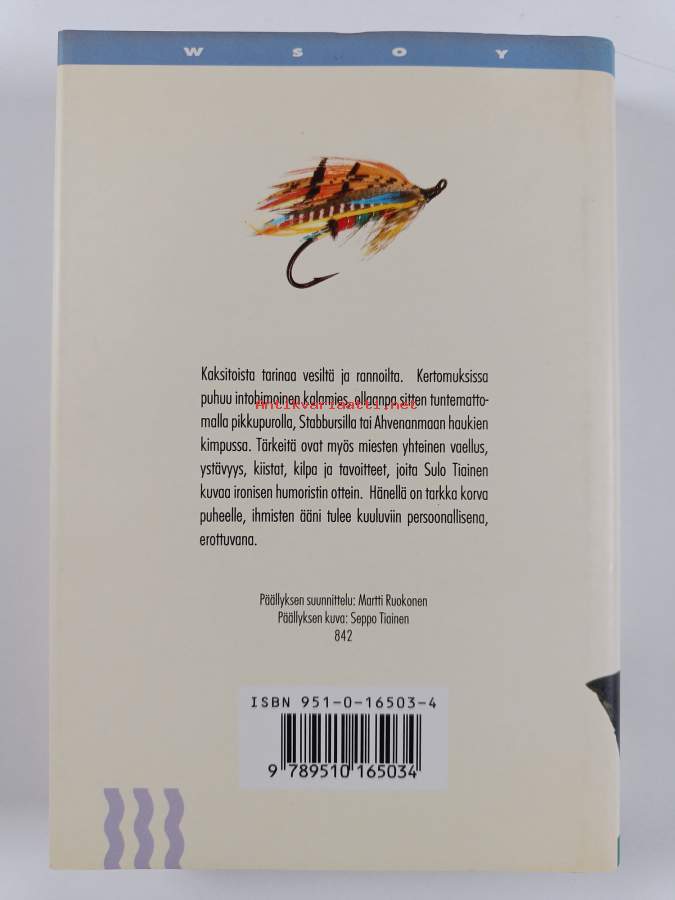 W S O Y
Kaksitoista tarinaa vesiltä ja rannoilta. Kertomuksissa
puhuu intohimoinen kalamies, ollaanpa sitten tuntematto-
Antikvariaatti.net
malla pikkupurolla, Stabbursilla tai Ahvenanmaan haukien
kimpussa. Tärkeitä ovat myös miesten yhteinen vaellus,
ystävyys, kiistat, kilpa ja tavoitteet, joita Sulo Tiainen
kuvaa ironisen humoristin ottein. Hänellä on tarkka korva
puheelle, ihmisten ääni tulee kuuluviin persoonallisena,
erottuvana.
Päällyksen suunnittelu: Martti Ruokonen
Päällyksen kuva: Seppo Tiainen
842
ISBN 951-0-16503-4
9 789510 165034